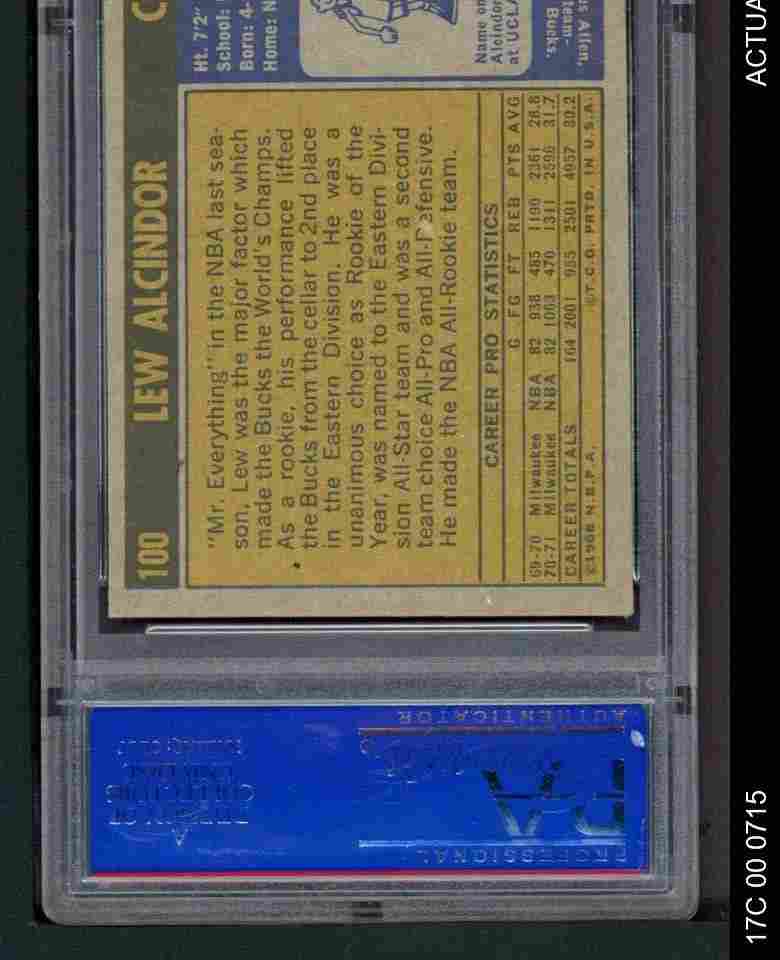 100 LEW ALCINDOR C
Ht. 7'2"
School:
Born: 4-
Home: N
Name on
Alcindor
at UCLA
as Allen,
team-
Bucks.
"Mr. Everything" in the NBA last sea-
son, Lew was the major factor which
made the Bucks the World's Champs.
As a rookie, his performance lifted
the Bucks from the cellar to 2nd place
in the Eastern Division. He was a
unanimous choice as Rookie of the
Year, was named to the Eastern Divi-
sion All-Star team and was a second
team choice All-Pro and All-Defensive.
He made the NBA All-Rookie team.
CAREER PRO STATISTICS
G FG FT REB PTS AVG
69-70 Milwaukee NBA 82 938 485 1190 2361 28.8
70-71 Milwaukee NBA 82 1063 470 1311 2596 31.7
CAREER TOTALS 164 2001 955 2501 4957 30.2
©1968 N.B.P.A. ©T.C.G. PRTD. IN U.S.A.
PROFESSIONAL
PSA
AUTHENTICATOR
17C 00 0715
ACTUA